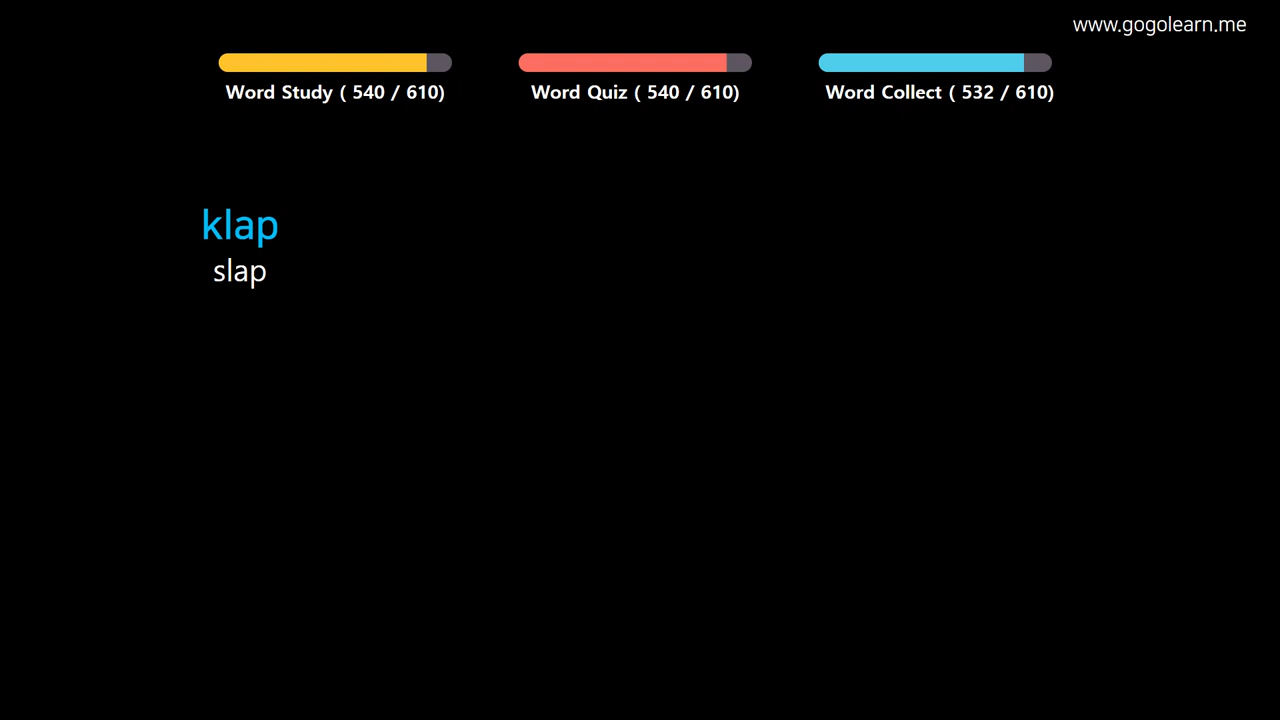 www.gogolearn.me
Word Study ( 540 / 610)
Word Quiz ( 540 / 610)
Word Collect ( 532 / 610)
klap
slap